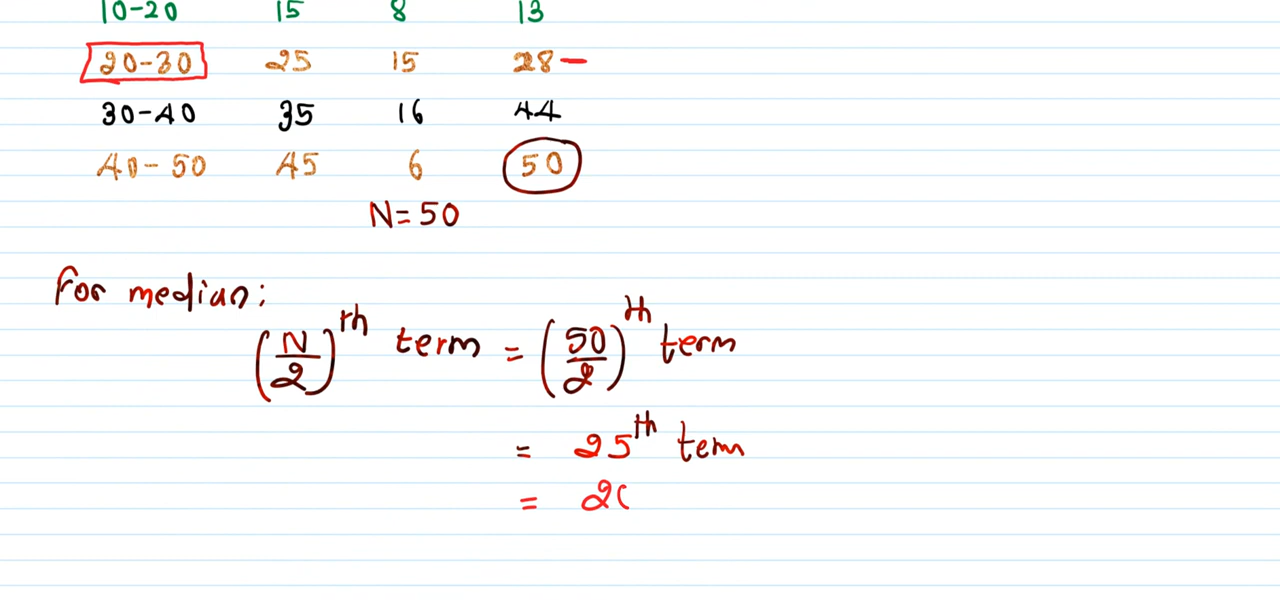 10-20 15 8 13
20-30 25 15 28 -
30-40 35 16 44
40-50 45 6 50
N=50
For median:
(N/2)th term = (50/2)th term
= 25th term
= 20